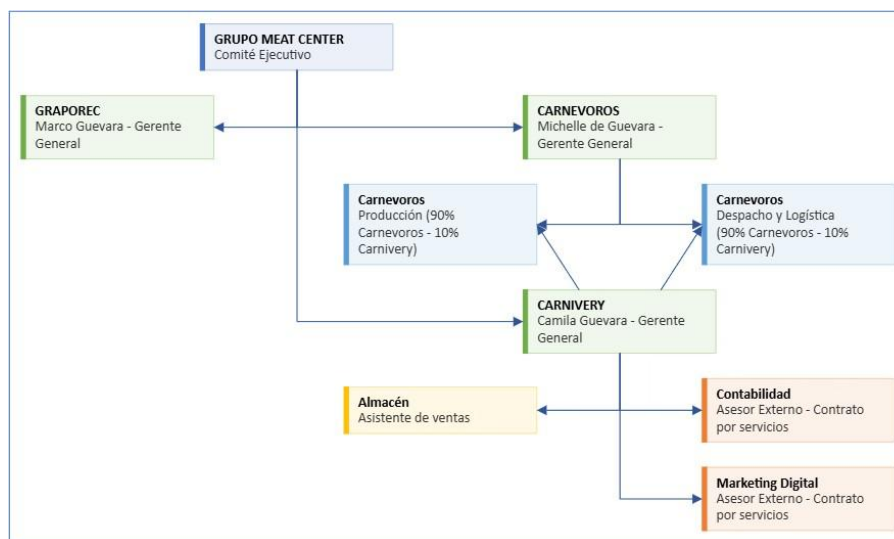 GRUPO MEAT CENTER
Comité Ejecutivo
GRAPOREC
Marco Guevara - Gerente
General
CARNEVOROS
Michelle de Guevara -
Gerente General
Carnevoros
Producción (90%
Carnevoros - 10%
Carnivery)
Carnevoros
Despacho y Logística
(90% Carnevoros - 10%
Carnivery)
CARNIVERY
Camila Guevara - Gerente
General
Almacén
Asistente de ventas
Contabilidad
Asesor Externo - Contrato
por servicios
Marketing Digital
Asesor Externo - Contrato
por servicios